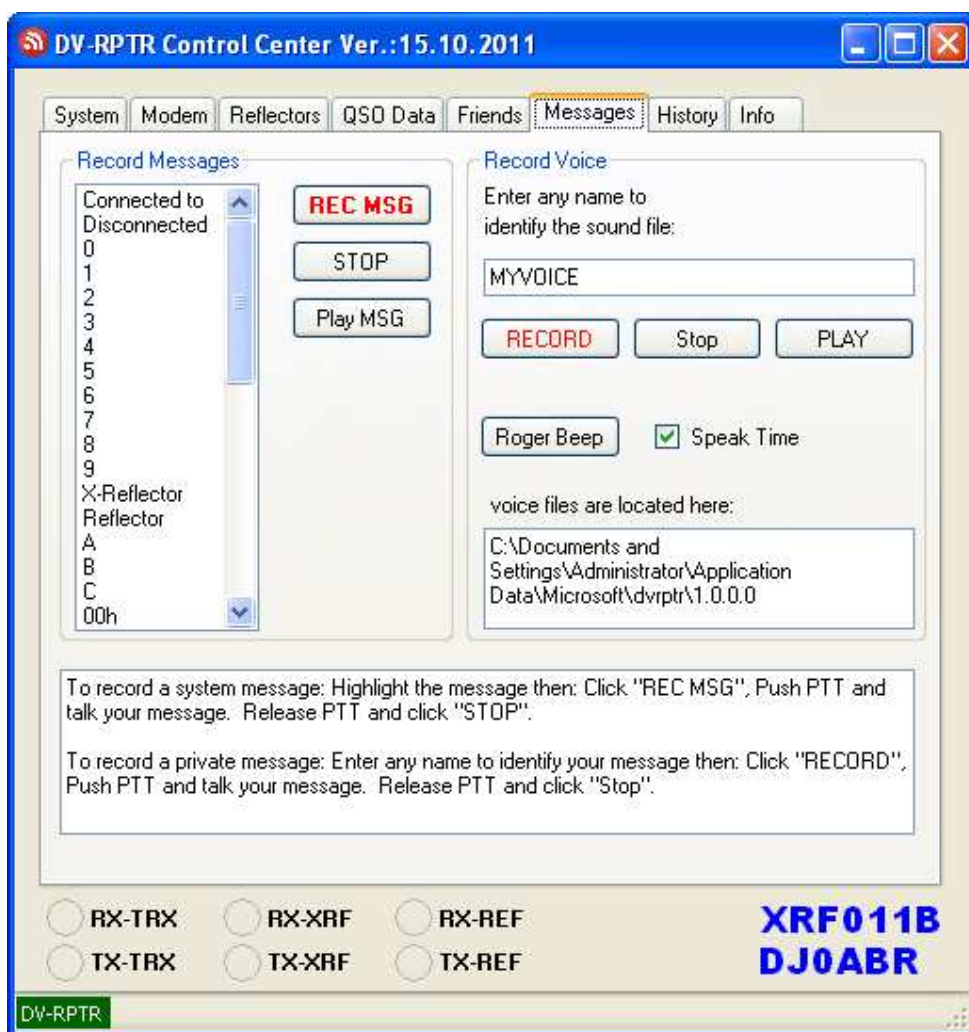 DV-RPTR Control Center Ver.:15.10.2011
System Modem Reflectors QSO Data Friends Messages History Info
Record Messages
Connected to
Disconnected
0
1
2
3
4
5
6
7
8
9
X-Reflector
Reflector
A
B
C
00h
REC MSG
STOP
Play MSG
Record Voice
Enter any name to
identify the sound file:
MYVOICE
RECORD Stop PLAY
Roger Beep Speak Time
voice files are located here:
C:\Documents and
Settings\Administrator\Application
Data\Microsoft\dvrptr\1.0.0.0
To record a system message: Highlight the message then: Click "REC MSG", Push PTT and
talk your message. Release PTT and click "STOP".
To record a private message: Enter any name to identify your message then: Click "RECORD",
Push PTT and talk your message. Release PTT and click "Stop".
RX-TRX RX-XRF RX-REF
TX-TRX TX-XRF TX-REF
XRF011B
DJ0ABR
DV-RPTR